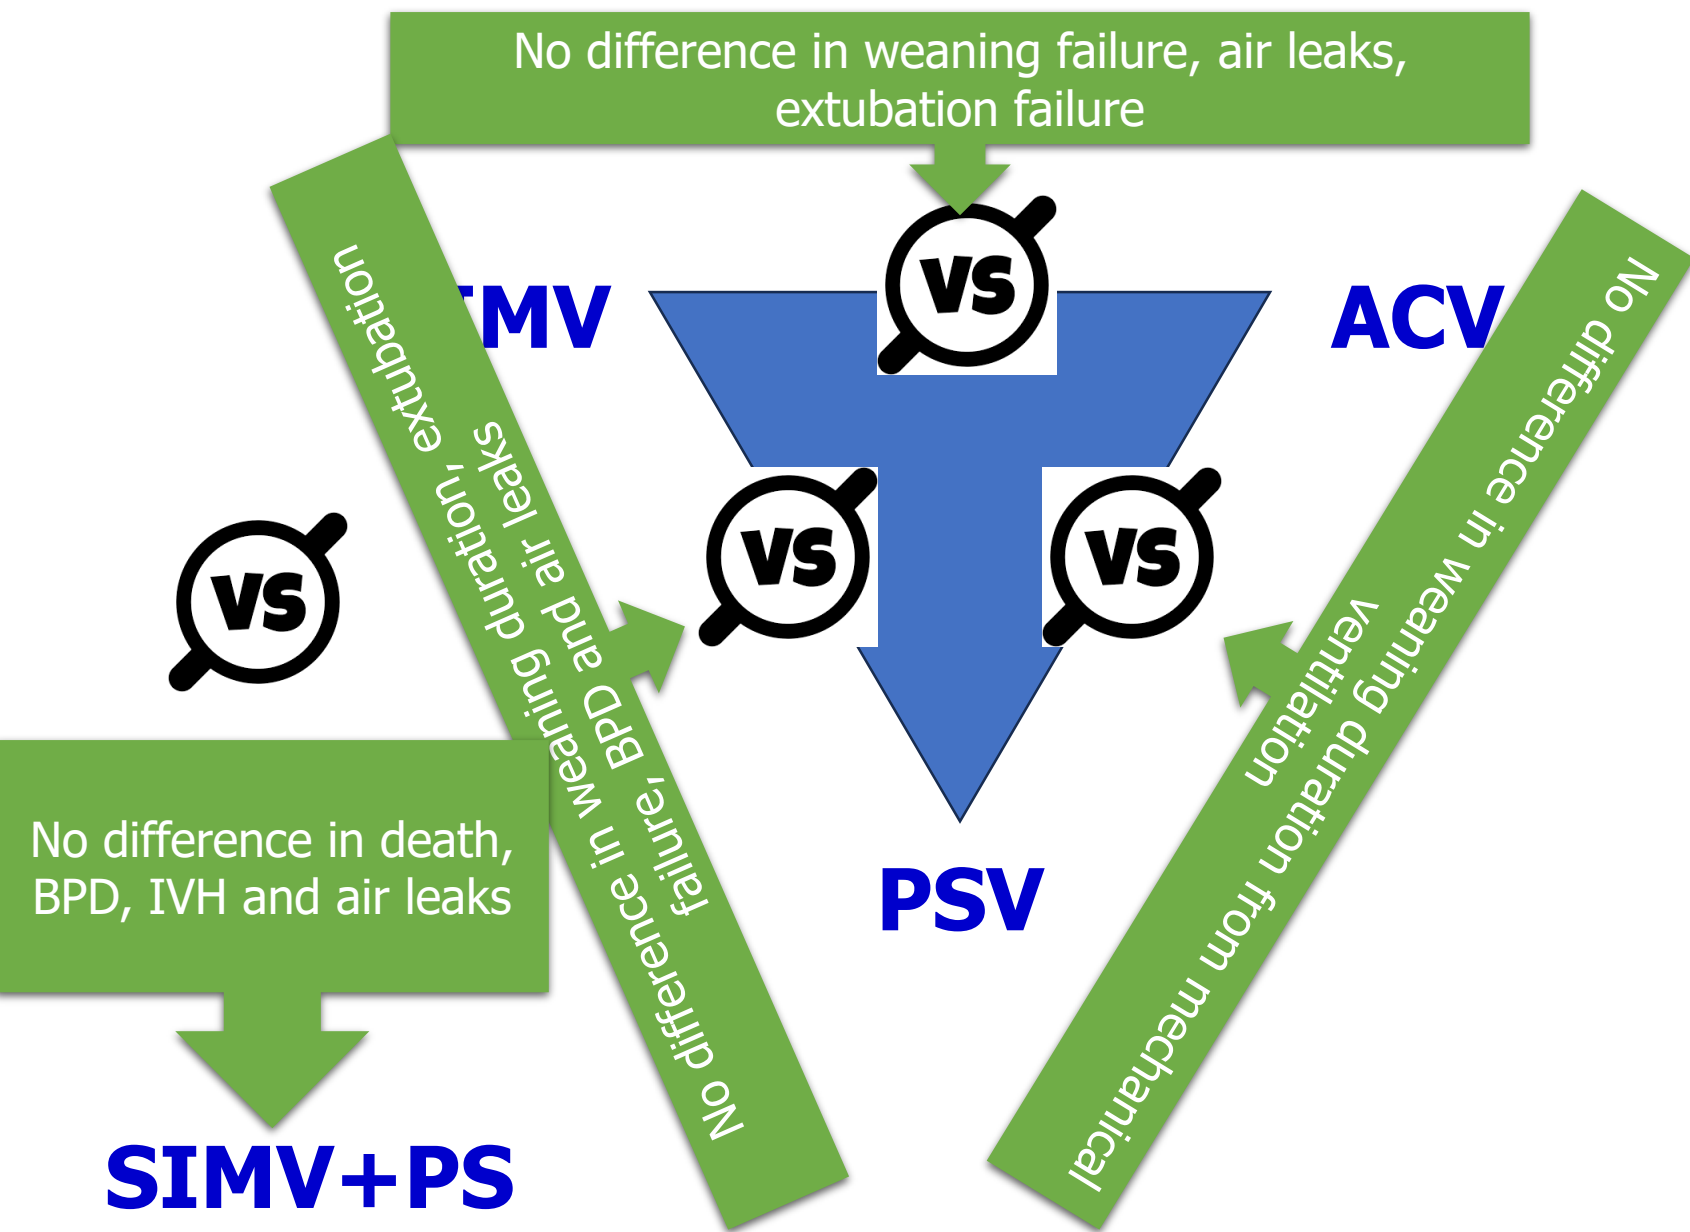 No difference in weaning failure, air leaks,
extubation failure
VS
IMV
ACV
No difference in weaning duration, extubation
failure, BPD and air leaks
VS
VS
VS
No difference in weaning duration from mechanical
ventilation
No difference in death,
BPD, IVH and air leaks
PSV
SIMV+PS